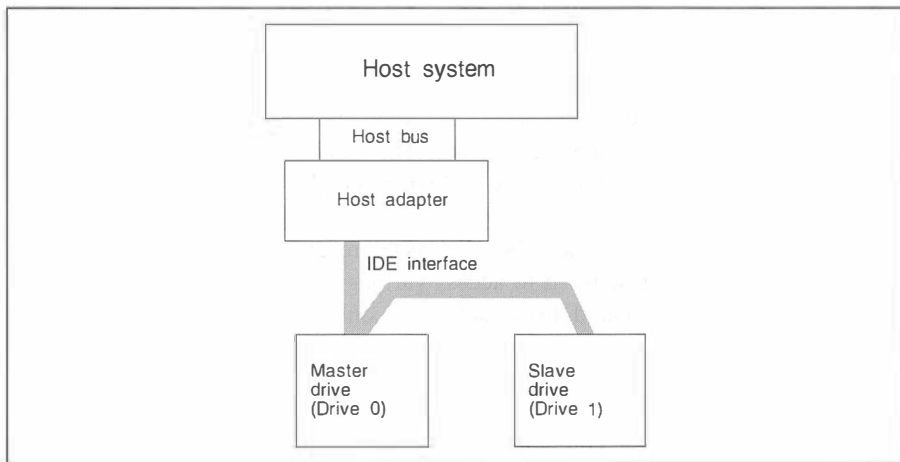 Host system
Host bus
Host adapter
IDE interface
Master
drive
(Drive 0)
Slave
drive
(Drive 1)